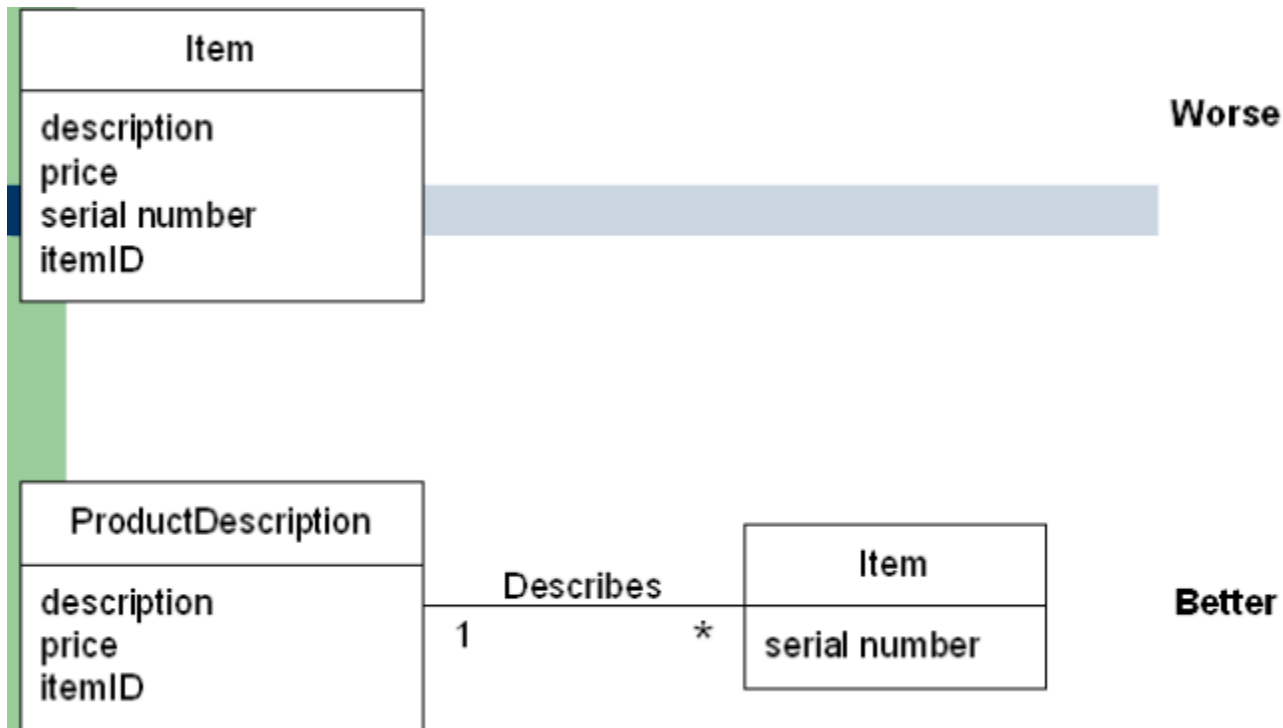 Item
Worse
description
price
serial number
itemID
ProductDescription
description
price
itemID
Describes
1
*
Item
serial number
Better